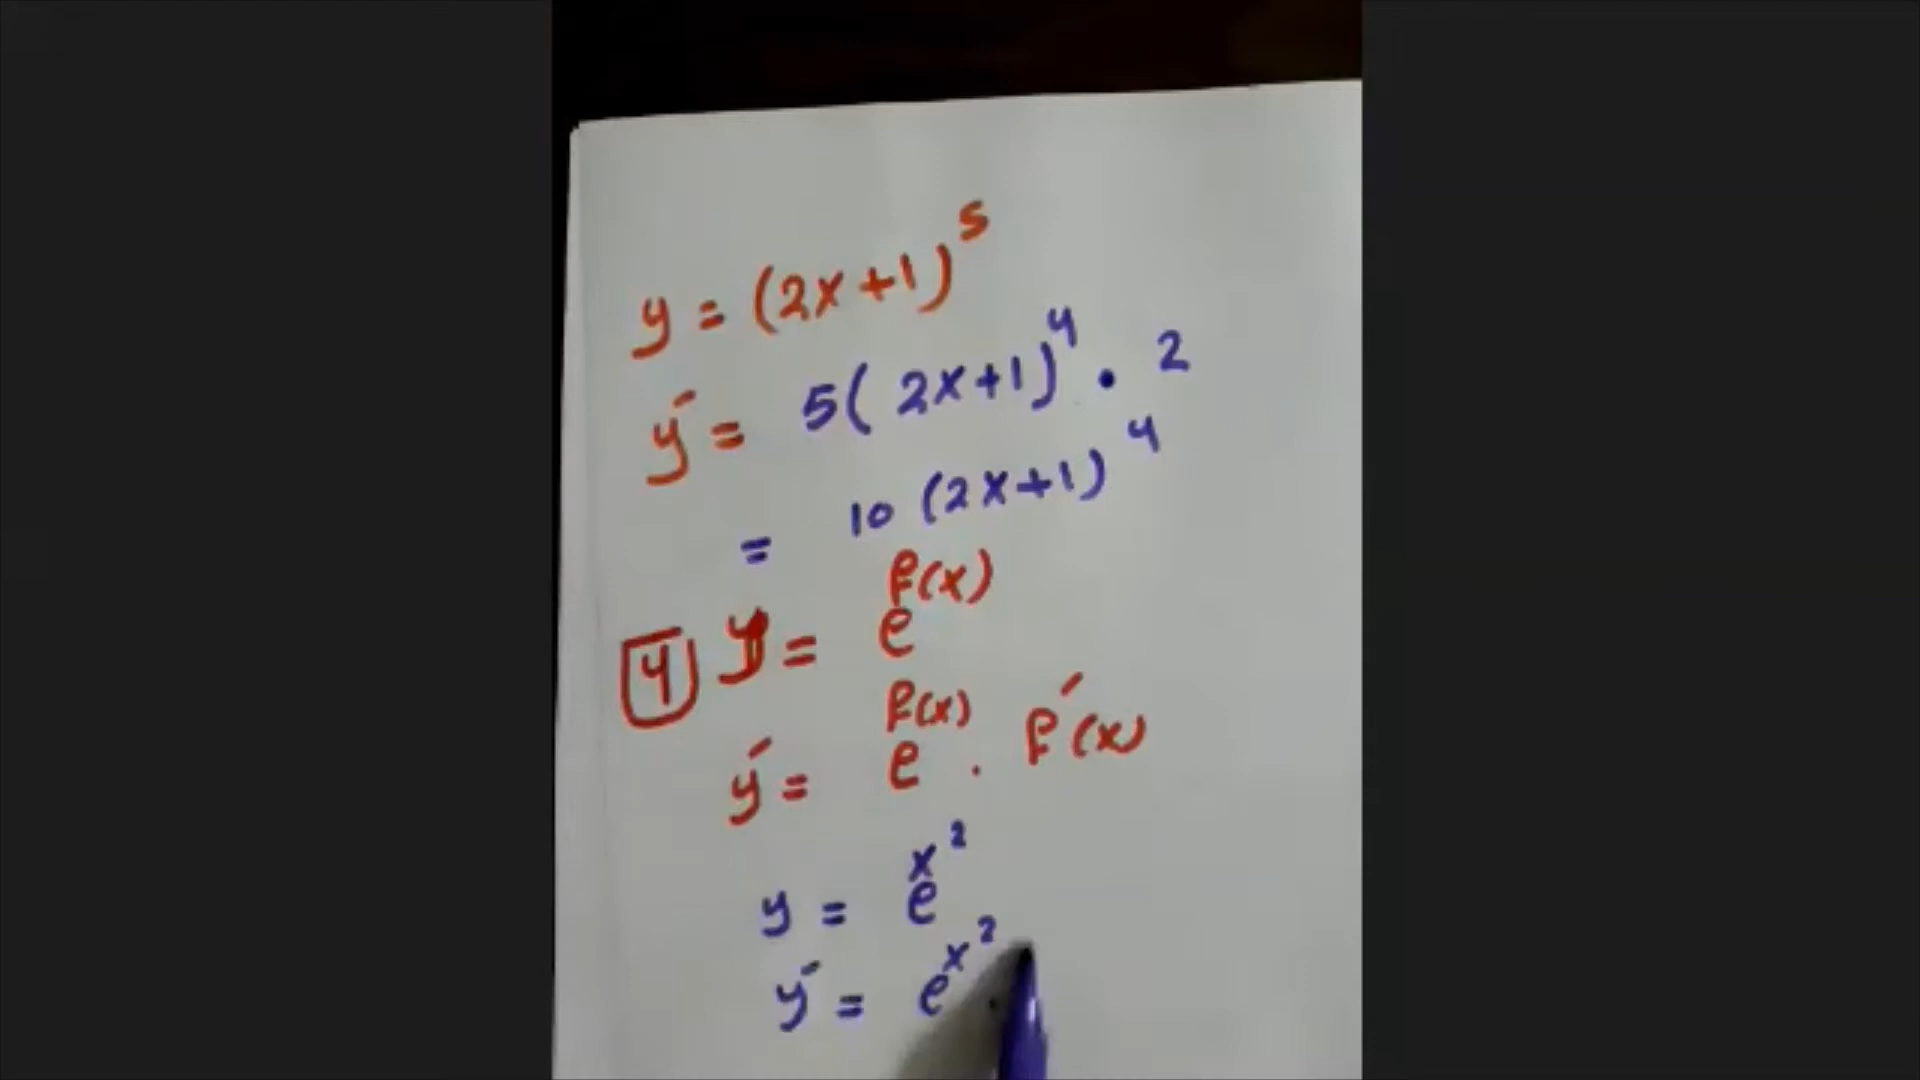 y = (2x+1)⁵
y´ = 5(2x+1)⁴ · 2
= 10 (2x+1)⁴
4 y = e^f(x)
y´ = e^f(x) . f´(x)
y = e^x²
y´ = e^x² .